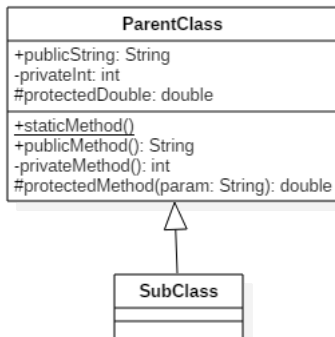 ParentClass
+publicString: String
-privateInt: int
#protectedDouble: double
+staticMethod()
+publicMethod(): String
-privateMethod(): int
#protectedMethod(param: String): double
SubClass